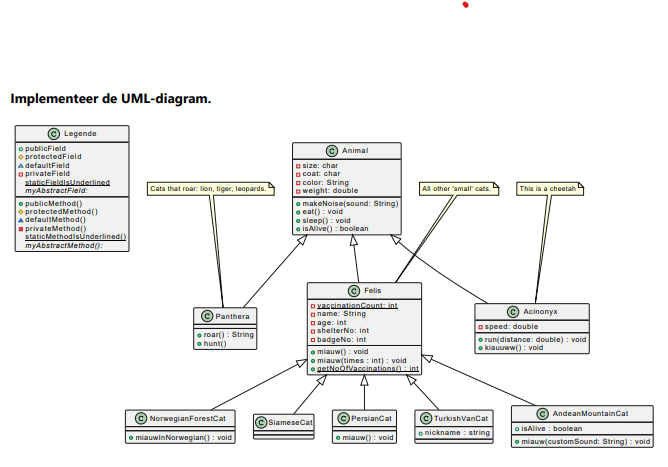 Implementeer de UML-diagram.
C Legende
publicField
protectedField
defaultField
privateField
staticFieldIsUnderlined
myAbstractField:
publicMethod()
protectedMethod()
defaultMethod()
privateMethod()
staticMethodIsUnderlined()
myAbstractMethod():
C Animal
size: char
coat: char
color: String
weight: double
makeNoise(sound: String)
eat() : void
sleep() : void
isAlive() : boolean
Cats that roar: lion, tiger, leopards.
All other 'small' cats.
This is a cheetah
C Panthera
roar() : String
hunt()
C Felis
vaccinationCount: int
name: String
age: int
shelterNo: int
badgeNo: int
miauw() : void
miauw(times : int) : void
getNoOfVaccinations() : int
C Acinonyx
speed: double
run(distance: double) : void
kiauuww() : void
C NorwegianForestCat
miauwInNorwegian() : void
C SiameseCat
C PersianCat
miauw() : void
C TurkishVanCat
nickname : string
C AndeanMountainCat
isAlive : boolean
miauw(customSound: String) : void